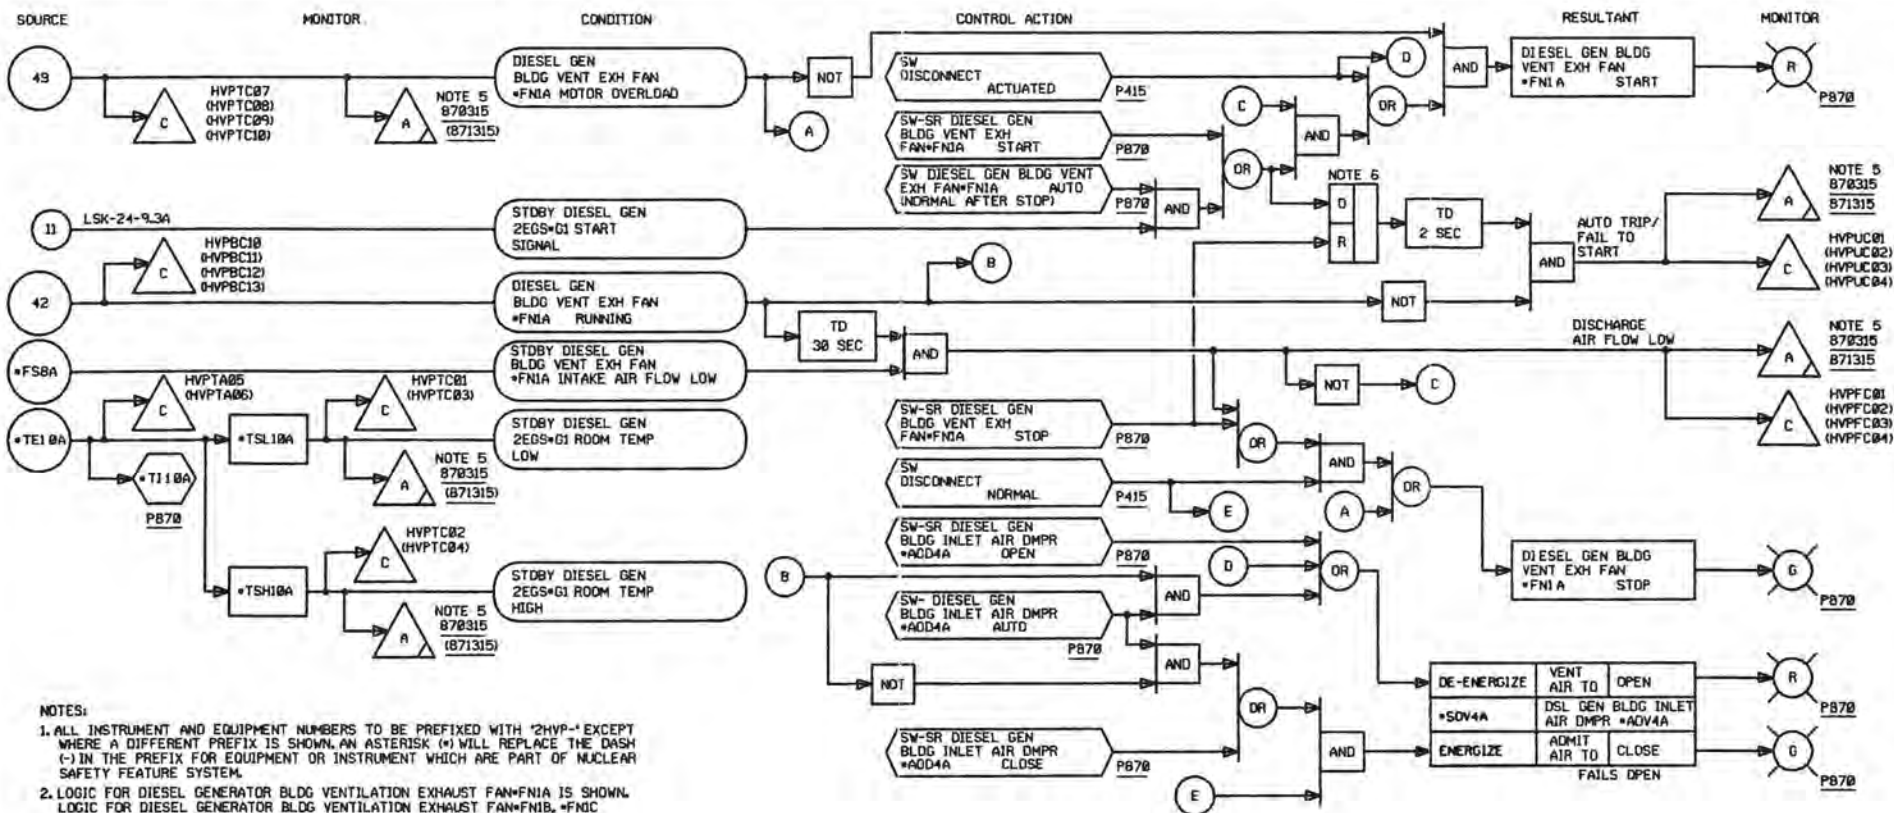 SOURCE
MONITOR
CONDITION
CONTROL ACTION
RESULTANT
MONITOR
49
C
HVPTC07
(HVPTC08)
(HVPTC09)
(HVPTC10)
A
NOTE 5
870315
(871315)
DIESEL GEN
BLDG VENT EXH FAN
*FN1A MOTOR OVERLOAD
NOT
A
SW
DISCONNECT
ACTUATED
P415
D
OR
AND
DIESEL GEN BLDG
VENT EXH FAN
*FN1A START
R
P870
C
AND
SW-SR DIESEL GEN
BLDG VENT EXH
FAN*FN1A START
P870
OR
SW DIESEL GEN BLDG VENT
EXH FAN*FN1A AUTO
(NORMAL AFTER STOP)
P870
AND
NOTE 6
O
R
TD
2 SEC
AND
AUTO TRIP/
FAIL TO
START
A
NOTE 5
870315
871315
C
HVPUC01
(HVPUC02)
(HVPUC03)
(HVPUC04)
11
LSK-24-9.3A
STDBY DIESEL GEN
2EGS*G1 START
SIGNAL
C
HVPBC10
(HVPBC11)
(HVPBC12)
(HVPBC13)
42
DIESEL GEN
BLDG VENT EXH FAN
*FN1A RUNNING
B
NOT
TD
30 SEC
AND
DISCHARGE
AIR FLOW LOW
A
NOTE 5
870315
871315
*FS8A
STDBY DIESEL GEN
BLDG VENT EXH FAN
*FN1A INTAKE AIR FLOW LOW
NOT
C
C
HVPFC01
(HVPFC02)
(HVPFC03)
(HVPFC04)
*TE10A
C
HVPTA05
(HVPTA06)
*TI10A
P870
*TSL10A
C
HVPTC01
(HVPTC03)
A
NOTE 5
870315
(871315)
STDBY DIESEL GEN
2EGS*G1 ROOM TEMP
LOW
SW-SR DIESEL GEN
BLDG VENT EXH
FAN*FN1A STOP
P870
OR
AND
OR
A
SW
DISCONNECT
NORMAL
P415
E
*TSH10A
C
HVPTC02
(HVPTC04)
A
NOTE 5
870315
(871315)
STDBY DIESEL GEN
2EGS*G1 ROOM TEMP
HIGH
SW-SR DIESEL GEN
BLDG INLET AIR DMPR
*AOD4A OPEN
P870
D
OR
DIESEL GEN BLDG
VENT EXH FAN
*FN1A STOP
G
P870
B
AND
SW- DIESEL GEN
BLDG INLET AIR DMPR
*AOD4A AUTO
P870
AND
NOT
OR
SW-SR DIESEL GEN
BLDG INLET AIR DMPR
*AOD4A CLOSE
P870
E
AND
DE-ENERGIZE
VENT
AIR TO
OPEN
*SOV4A
DSL GEN BLDG INLET
AIR DMPR *AOV4A
ENERGIZE
ADMIT
AIR TO
CLOSE
FAILS OPEN
R
P870
G
P870
NOTES:
1. ALL INSTRUMENT AND EQUIPMENT NUMBERS TO BE PREFIXED WITH "2HVP-" EXCEPT
WHERE A DIFFERENT PREFIX IS SHOWN. AN ASTERISK (*) WILL REPLACE THE DASH
(-) IN THE PREFIX FOR EQUIPMENT OR INSTRUMENT WHICH ARE PART OF NUCLEAR
SAFETY FEATURE SYSTEM.
2. LOGIC FOR DIESEL GENERATOR BLDG VENTILATION EXHAUST FAN*FN1A IS SHOWN.
LOGIC FOR DIESEL GENERATOR BLDG VENTILATION EXHAUST FAN*FN1B, *FN1C